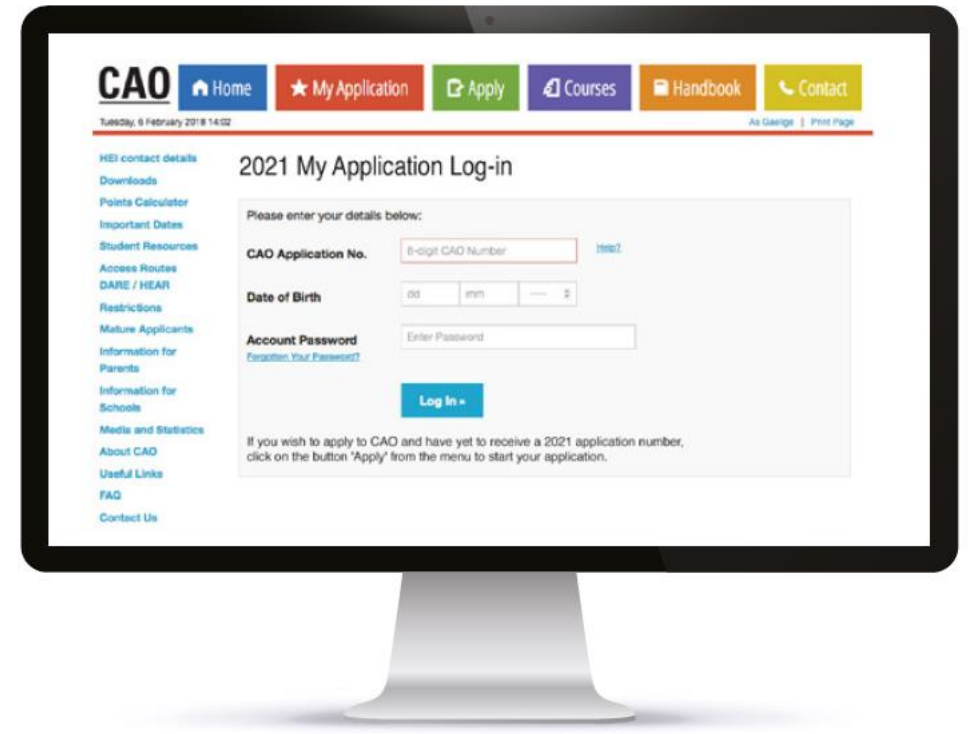 CAO
Home
My Application
Apply
Courses
Handbook
Contact
Tuesday, 6 February 2018 14:02
As Gaeilge | Print Page
HEI contact details
Downloads
Points Calculator
Important Dates
Student Resources
Access Routes
DARE / HEAR
Restrictions
Mature Applicants
Information for
Parents
Information for
Schools
Media and Statistics
About CAO
Useful Links
FAQ
Contact Us
2021 My Application Log-in
Please enter your details below:
CAO Application No.
8-digit CAO Number
Help?
Date of Birth
dd
mm
----
Account Password
Enter Password
Forgotten Your Password?
Log In »
If you wish to apply to CAO and have yet to receive a 2021 application number,
click on the button "Apply" from the menu to start your application.